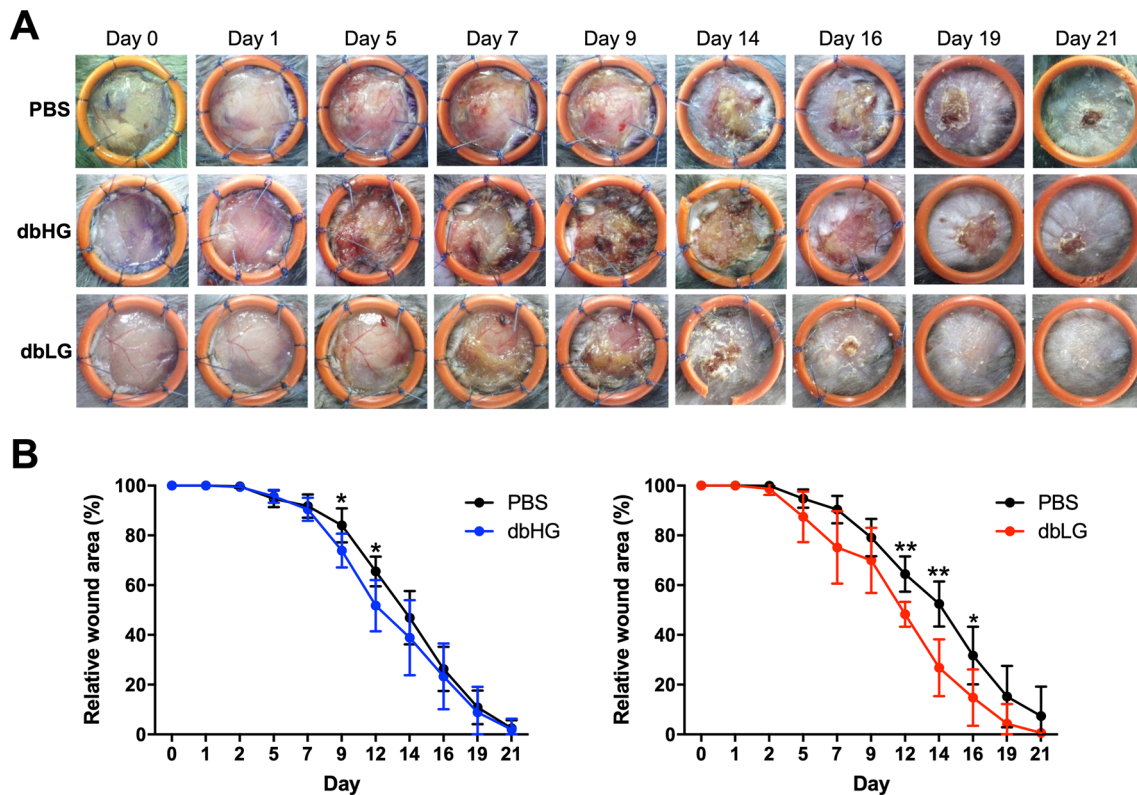 A
Day 0 Day 1 Day 5 Day 7 Day 9 Day 14 Day 16 Day 19 Day 21
PBS
dbHG
dbLG
B
Relative wound area (%)
100
80
60
40
20
0
* *
PBS
dbHG
0 1 2 5 7 9 12 14 16 19 21
Day
Relative wound area (%)
100
80
60
40
20
0
** ** *
PBS
dbLG
0 1 2 5 7 9 12 14 16 19 21
Day